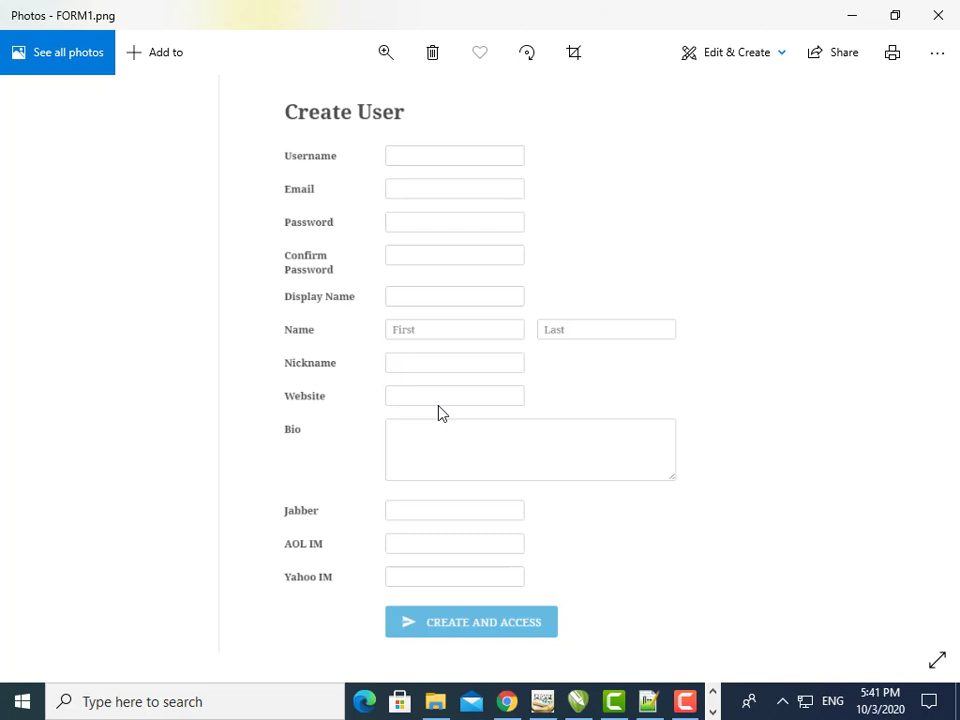 Photos - FORM1.png
See all photos
Add to
Edit & Create
Share
Create User
Username
Email
Password
Confirm
Password
Display Name
Name First Last
Nickname
Website
Bio
Jabber
AOL IM
Yahoo IM
CREATE AND ACCESS
Type here to search
ENG
5:41 PM
10/3/2020